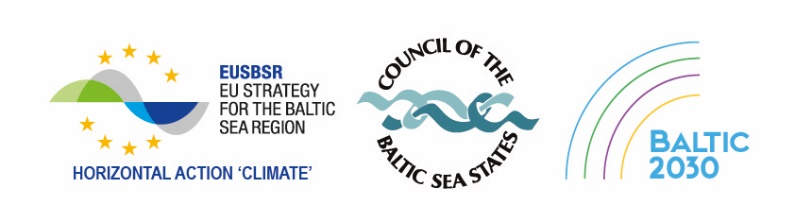 EUSBSR
EU STRATEGY
FOR THE BALTIC
SEA REGION
HORIZONTAL ACTION ‘CLIMATE’
COUNCIL OF THE
BALTIC SEA STATES
BALTIC
2030